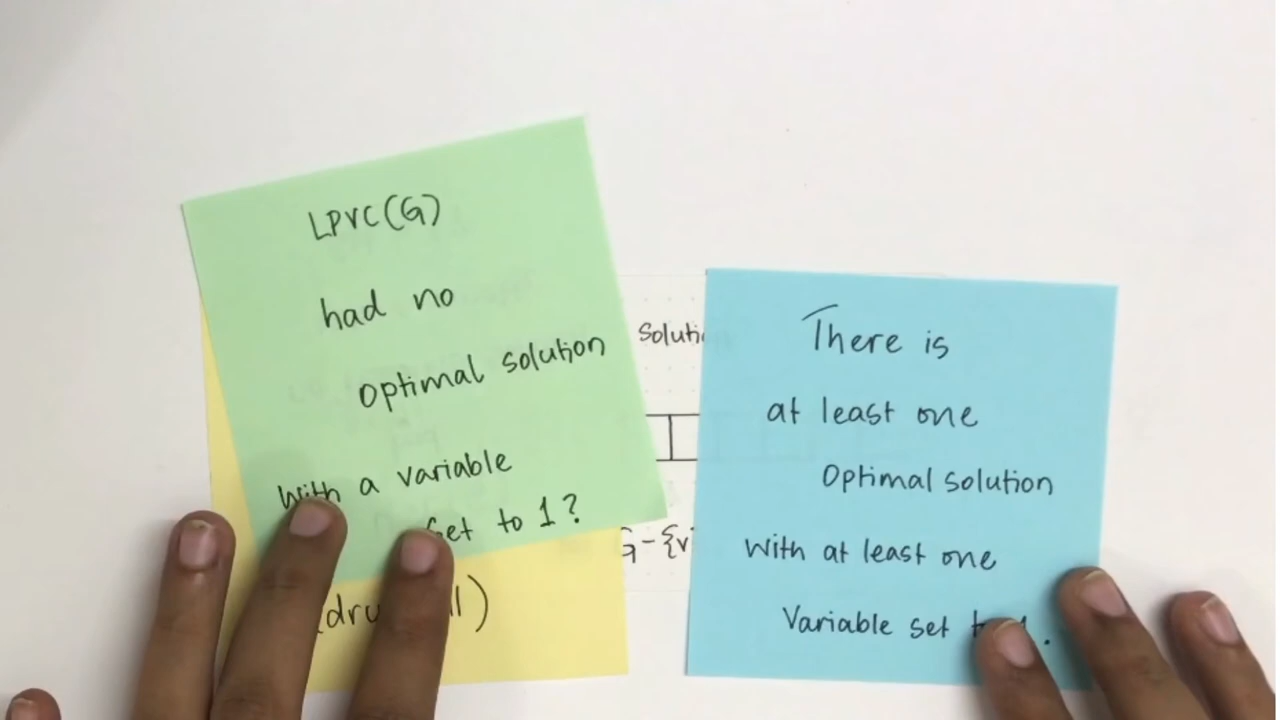 LPVC(G)
had no
optimal solution
With a variable
set to 1?
There is
at least one
Optimal solution
with at least one
Variable set
G-{v